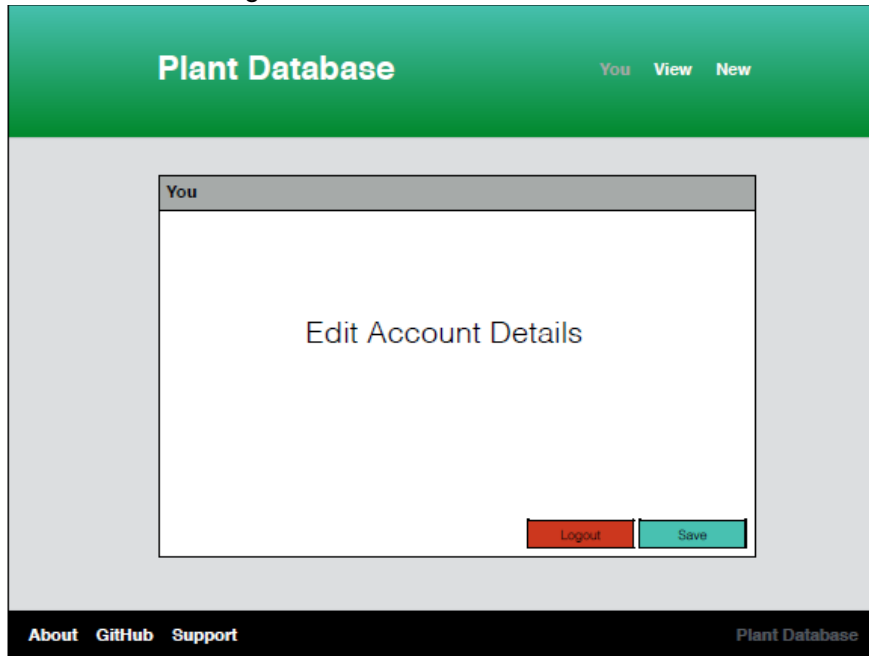 Plant Database
You View New
You
Edit Account Details
Logout Save
About GitHub Support
Plant Database